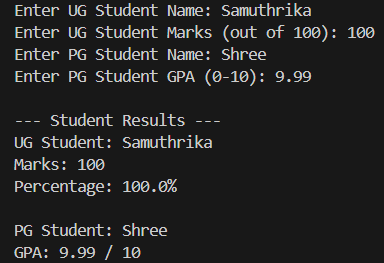 Enter UG Student Name: Samuthrika
Enter UG Student Marks (out of 100): 100
Enter PG Student Name: Shree
Enter PG Student GPA (0-10): 9.99
--- Student Results ---
UG Student: Samuthrika
Marks: 100
Percentage: 100.0%
PG Student: Shree
GPA: 9.99 / 10